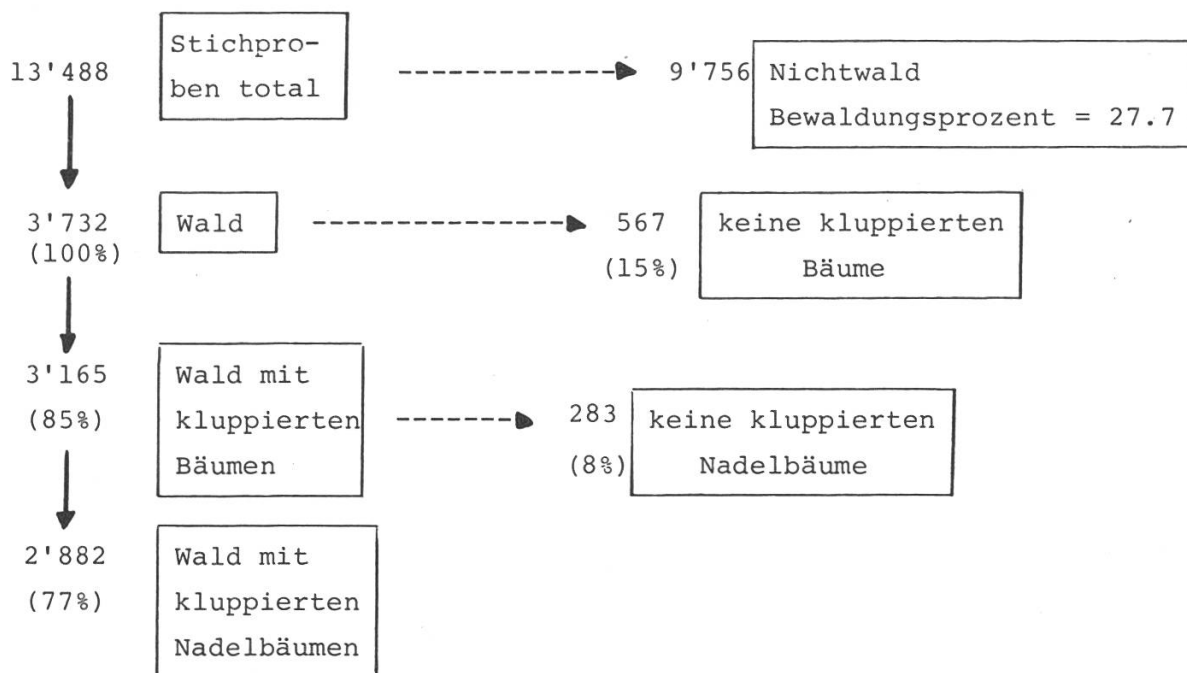 Stichpro-
ben total
13'488
9'756
Nichtwald
Bewaldungsprozent = 27.7
3'732
(100%)
Wald
567
(15%)
keine kluppierten
Bäume
3'165
(85%)
Wald mit
kluppierten
Bäumen
283
(8%)
keine kluppierten
Nadelbäume
2'882
(77%)
Wald mit
kluppierten
Nadelbäumen